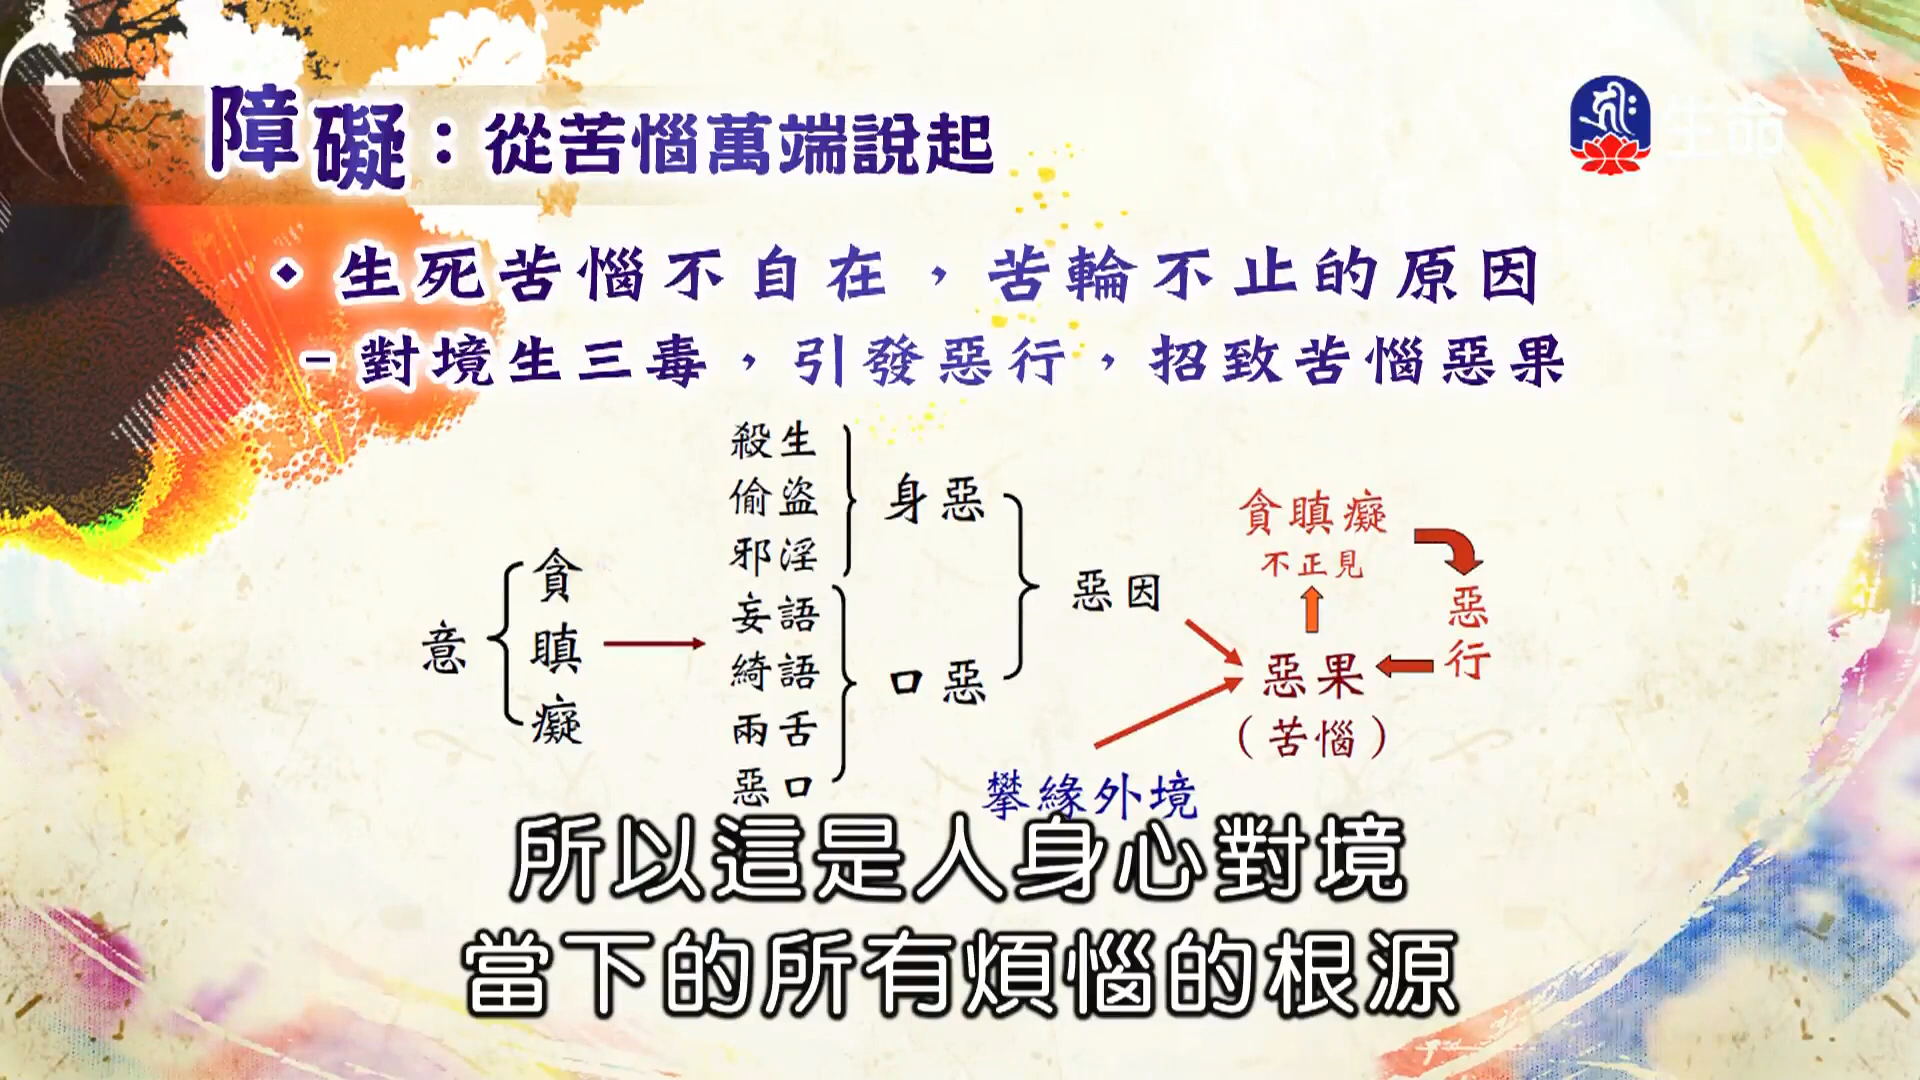 障礙：從苦惱萬端說起
生命
◆ 生死苦惱不自在，苦輪不止的原因
– 對境生三毒，引發惡行，招致苦惱惡果
意
貪
瞋
癡
殺生
偷盜
邪淫
妄語
綺語
兩舌
惡口
身惡
口惡
惡因
攀緣外境
貪瞋癡
不正見
惡行
惡果
（苦惱）
所以這是人身心對境
當下的所有煩惱的根源